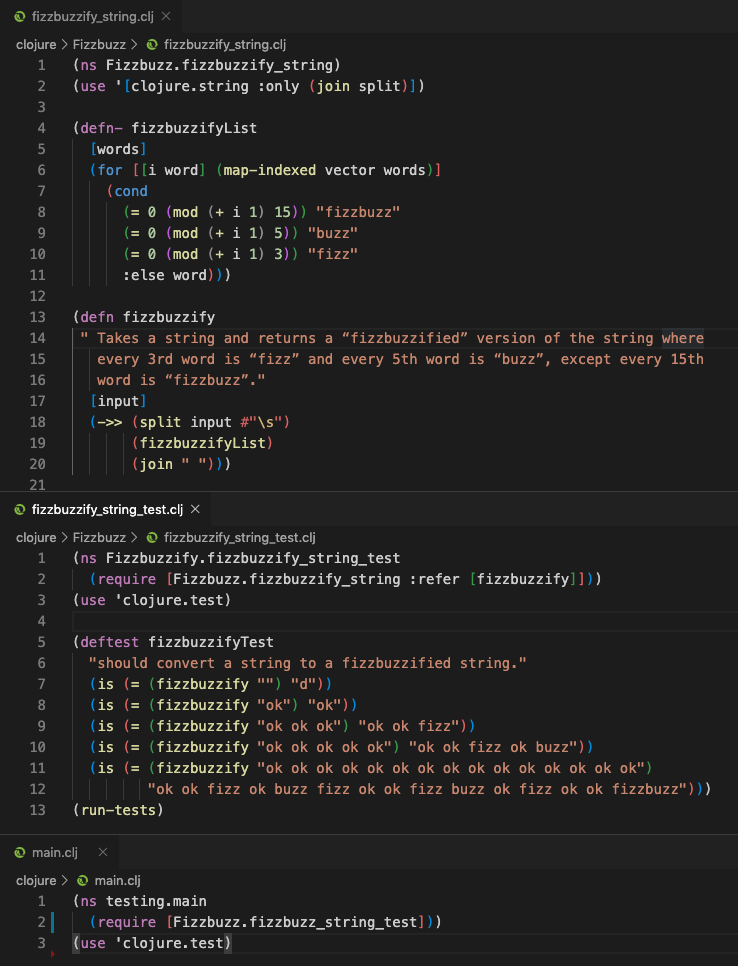 fizzbuzzify_string.clj ×
clojure > Fizzbuzz > fizzbuzzify_string.clj
1 (ns Fizzbuzz.fizzbuzzify_string)
2 (use '[clojure.string :only (join split)])
3
4 (defn- fizzbuzzifyList
5   [words]
6   (for [[i word] (map-indexed vector words)]
7     (cond
8       (= 0 (mod (+ i 1) 15)) "fizzbuzz"
9       (= 0 (mod (+ i 1) 5)) "buzz"
10       (= 0 (mod (+ i 1) 3)) "fizz"
11       :else word)))
12
13 (defn fizzbuzzify
14  " Takes a string and returns a “fizzbuzzified” version of the string where
15    every 3rd word is “fizz” and every 5th word is “buzz”, except every 15th
16    word is “fizzbuzz”."
17   [input]
18   (->> (split input #"\s")
19        (fizzbuzzifyList)
20        (join " ")))
21
fizzbuzzify_string_test.clj ×
clojure > Fizzbuzz > fizzbuzzify_string_test.clj
1 (ns Fizzbuzzify.fizzbuzzify_string_test
2   (require [Fizzbuzz.fizzbuzzify_string :refer [fizzbuzzify]]))
3 (use 'clojure.test)
4
5 (deftest fizzbuzzifyTest
6   "should convert a string to a fizzbuzzified string."
7   (is (= (fizzbuzzify "") "d"))
8   (is (= (fizzbuzzify "ok") "ok"))
9   (is (= (fizzbuzzify "ok ok ok") "ok ok fizz"))
10   (is (= (fizzbuzzify "ok ok ok ok ok") "ok ok fizz ok buzz"))
11   (is (= (fizzbuzzify "ok ok ok ok ok ok ok ok ok ok ok ok ok ok ok")
12          "ok ok fizz ok buzz fizz ok ok fizz buzz ok fizz ok ok fizzbuzz")))
13 (run-tests)
main.clj ×
clojure > main.clj
1 (ns testing.main
2   (require [Fizzbuzz.fizzbuzz_string_test]))
3 (use 'clojure.test)